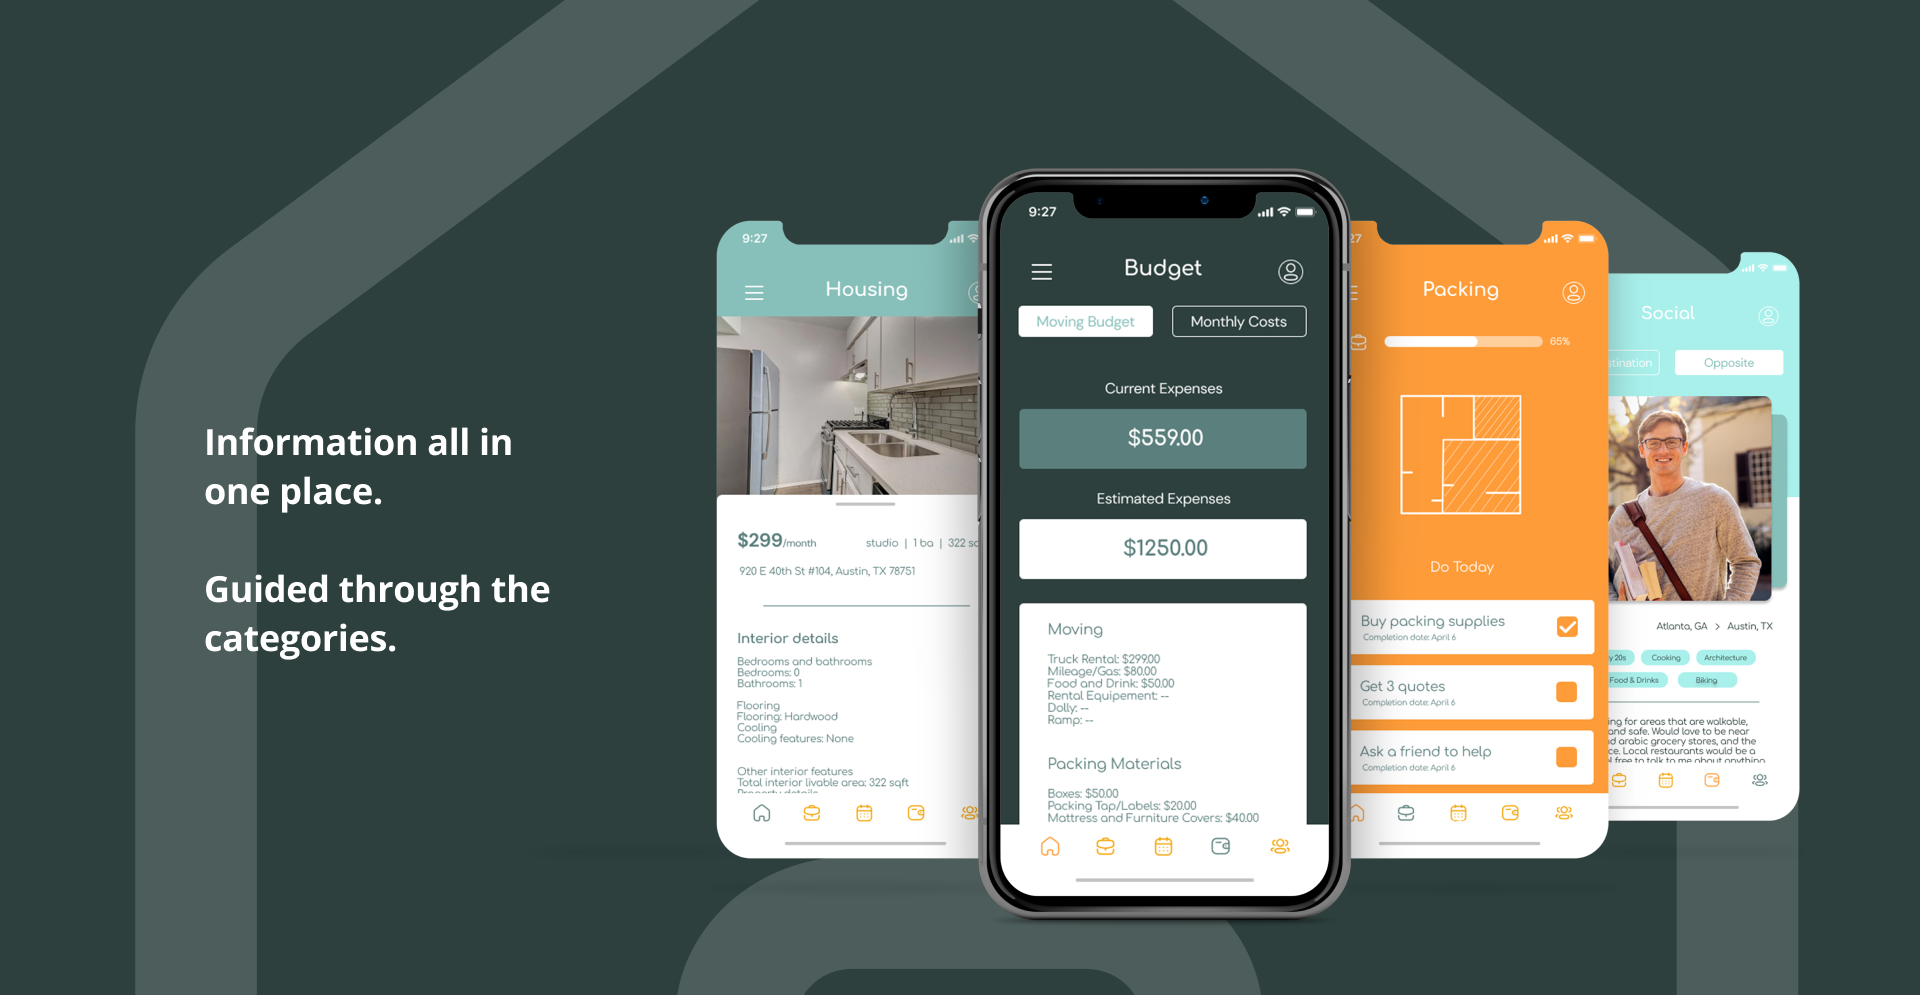 Information all in
one place.
Guided through the
categories.
9:27
Housing
$299/month
studio | 1 ba | 322
920 E 40th St #104, Austin, TX 78751
Interior details
Bedrooms and bathrooms
Bedrooms: 0
Bathrooms: 1
Flooring
Flooring: Hardwood
Cooling
Cooling features: None
Other interior features
Total interior livable area: 322 sqft
Property details
9:27
Budget
Moving Budget
Monthly Costs
Current Expenses
$559.00
Estimated Expenses
$1250.00
Moving
Truck Rental: $299.00
Mileage/Gas: $80.00
Food and Drink: $50.00
Rental Equipement: --
Dolly: --
Ramp: --
Packing Materials
Boxes: $50.00
Packing Tap/Labels: $20.00
Mattress and Furniture Covers: $40.00
27
Packing
65%
Do Today
Buy packing supplies
Completion date: April 6
Get 3 quotes
Completion date: April 6
Ask a friend to help
Completion date: April 6
Social
stination
Opposite
Atlanta, GA > Austin, TX
y 20s
Cooking
Architecture
Food & Drinks
Biking
ing for areas that are walkable,
and safe. Would love to be near
d arabic grocery stores, and the
ce. Local restaurants would be a
l free to talk to me about anything